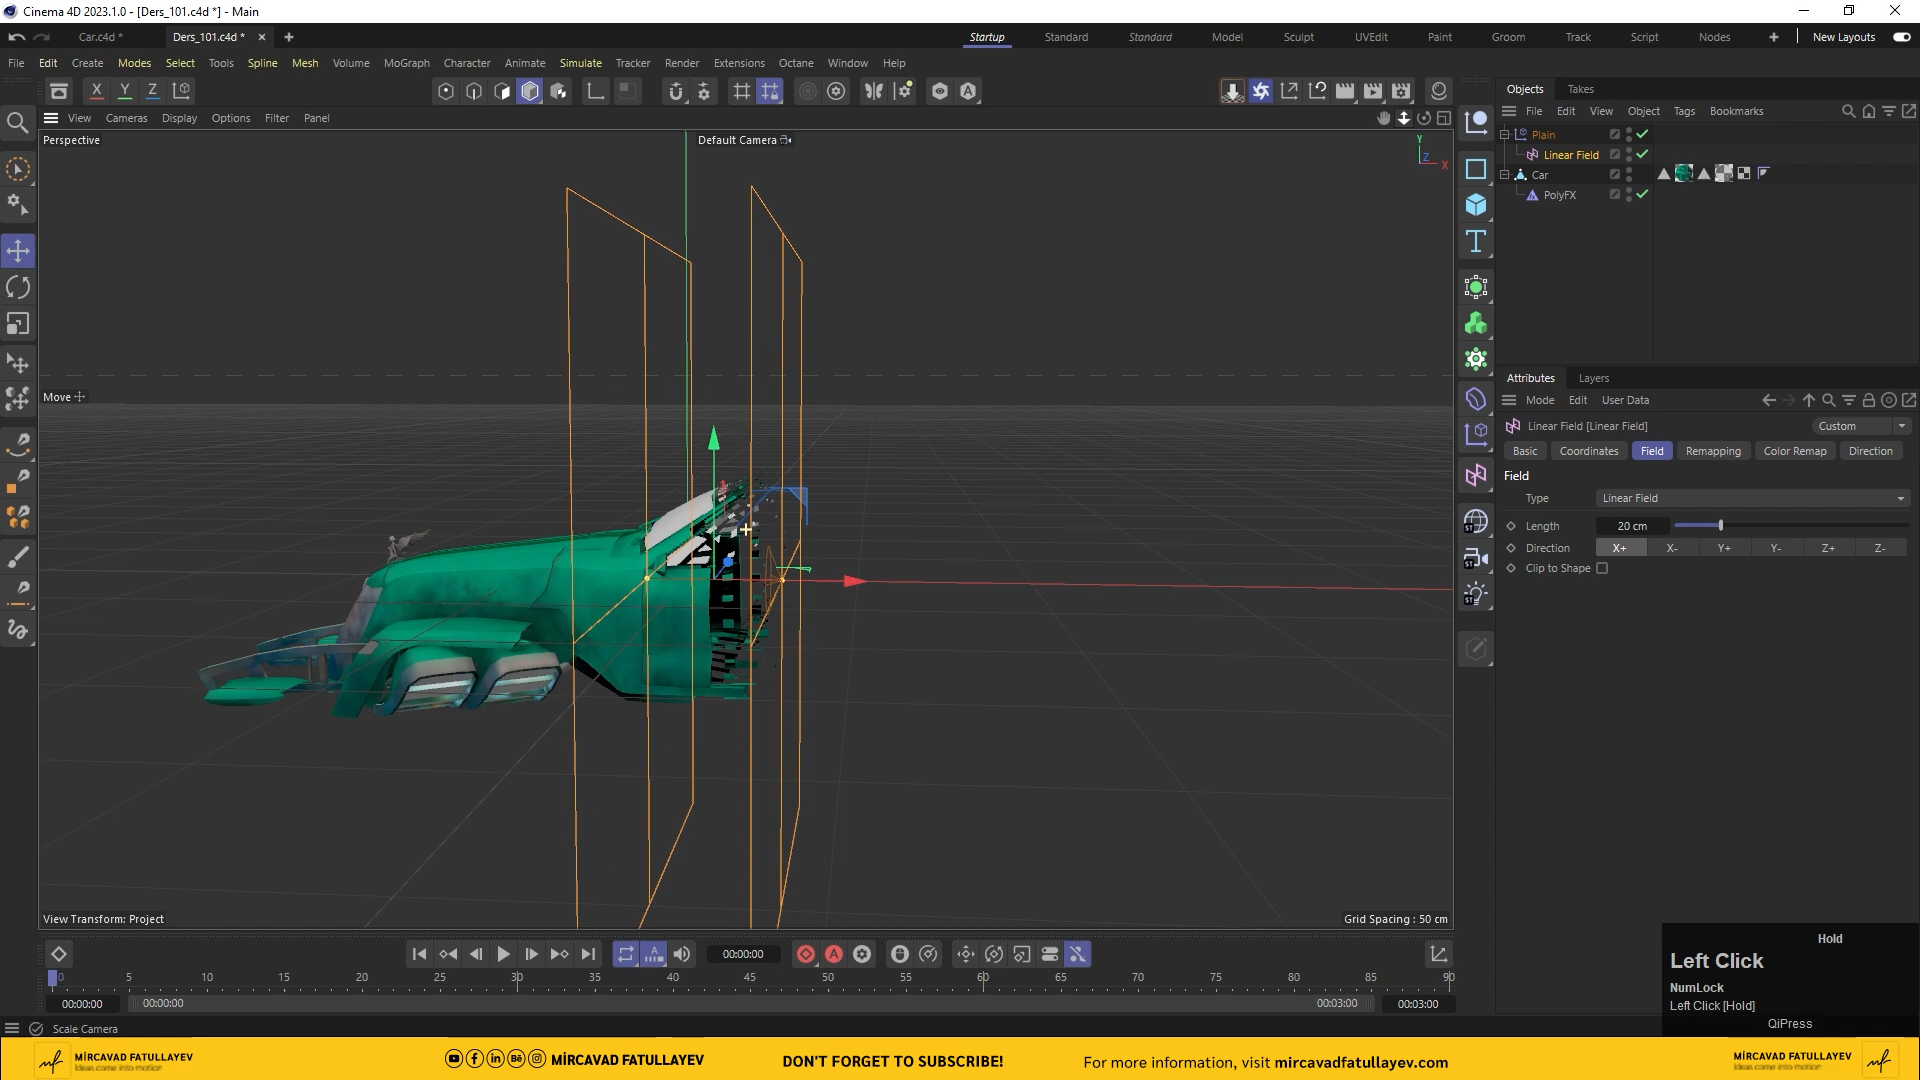 Cinema 4D 2023.1.0 - [Ders_101.c4d *] - Main
Car.c4d *
Ders_101.c4d *
Startup Standard Standard Model Sculpt UVEdit Paint Groom Track Script Nodes New Layouts
File Edit Create Modes Select Tools Spline Mesh Volume MoGraph Character Animate Simulate Tracker Render Extensions Octane Window Help
X Y Z
View Cameras Display Options Filter Panel
Perspective
Default Camera
Y
Z
X
Move
View Transform: Project
Grid Spacing : 50 cm
Objects Takes
File Edit View Object Tags Bookmarks
Plain
Linear Field
Car
PolyFX
Attributes Layers
Mode Edit User Data
Linear Field [Linear Field]
Custom
Basic Coordinates Field Remapping Color Remap Direction
Field
Type Linear Field
Length 20 cm
Direction X+ X- Y+ Y- Z+ Z-
Clip to Shape
00:00:00
0 5 10 15 20 25 30 35 40 45 50 55 60 65 70 75 80 85 90
00:00:00 00:00:00 00:03:00 00:03:00
Scale Camera
Hold
Left Click
NumLock
Left Click [Hold]
QiPress
MİRCAVAD FATULLAYEV
Ideas come into motion
MİRCAVAD FATULLAYEV
DON'T FORGET TO SUBSCRIBE!
For more information, visit mircavadfatullayev.com
MİRCAVAD FATULLAYEV
Ideas come into motion